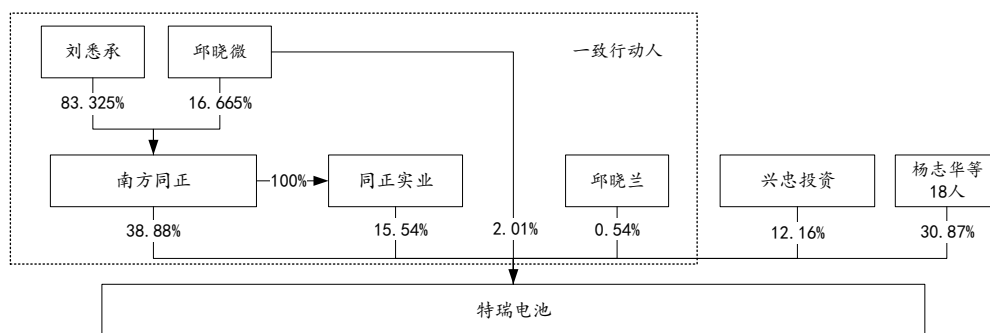 刘悉承
邱晓微
一致行动人
83.325%
16.665%
南方同正
100%
同正实业
邱晓兰
兴忠投资
杨志华等
18人
38.88%
15.54%
2.01%
0.54%
12.16%
30.87%
特瑞电池